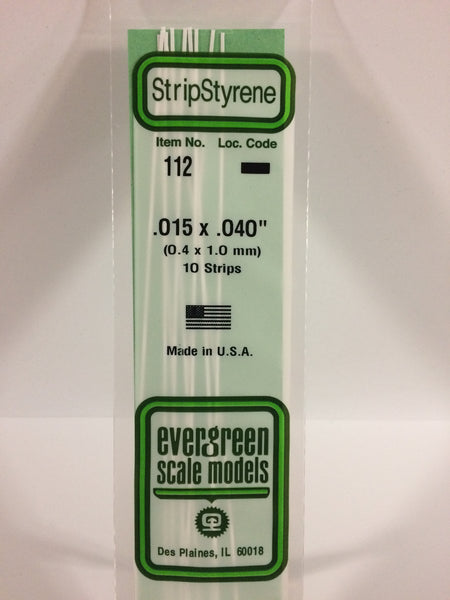 StripStyrene
Item No. Loc. Code
112
.015 x .040"
(0.4 x 1.0 mm)
10 Strips
Made in U.S.A.
evergreen
scale models
Des Plaines, IL 60018